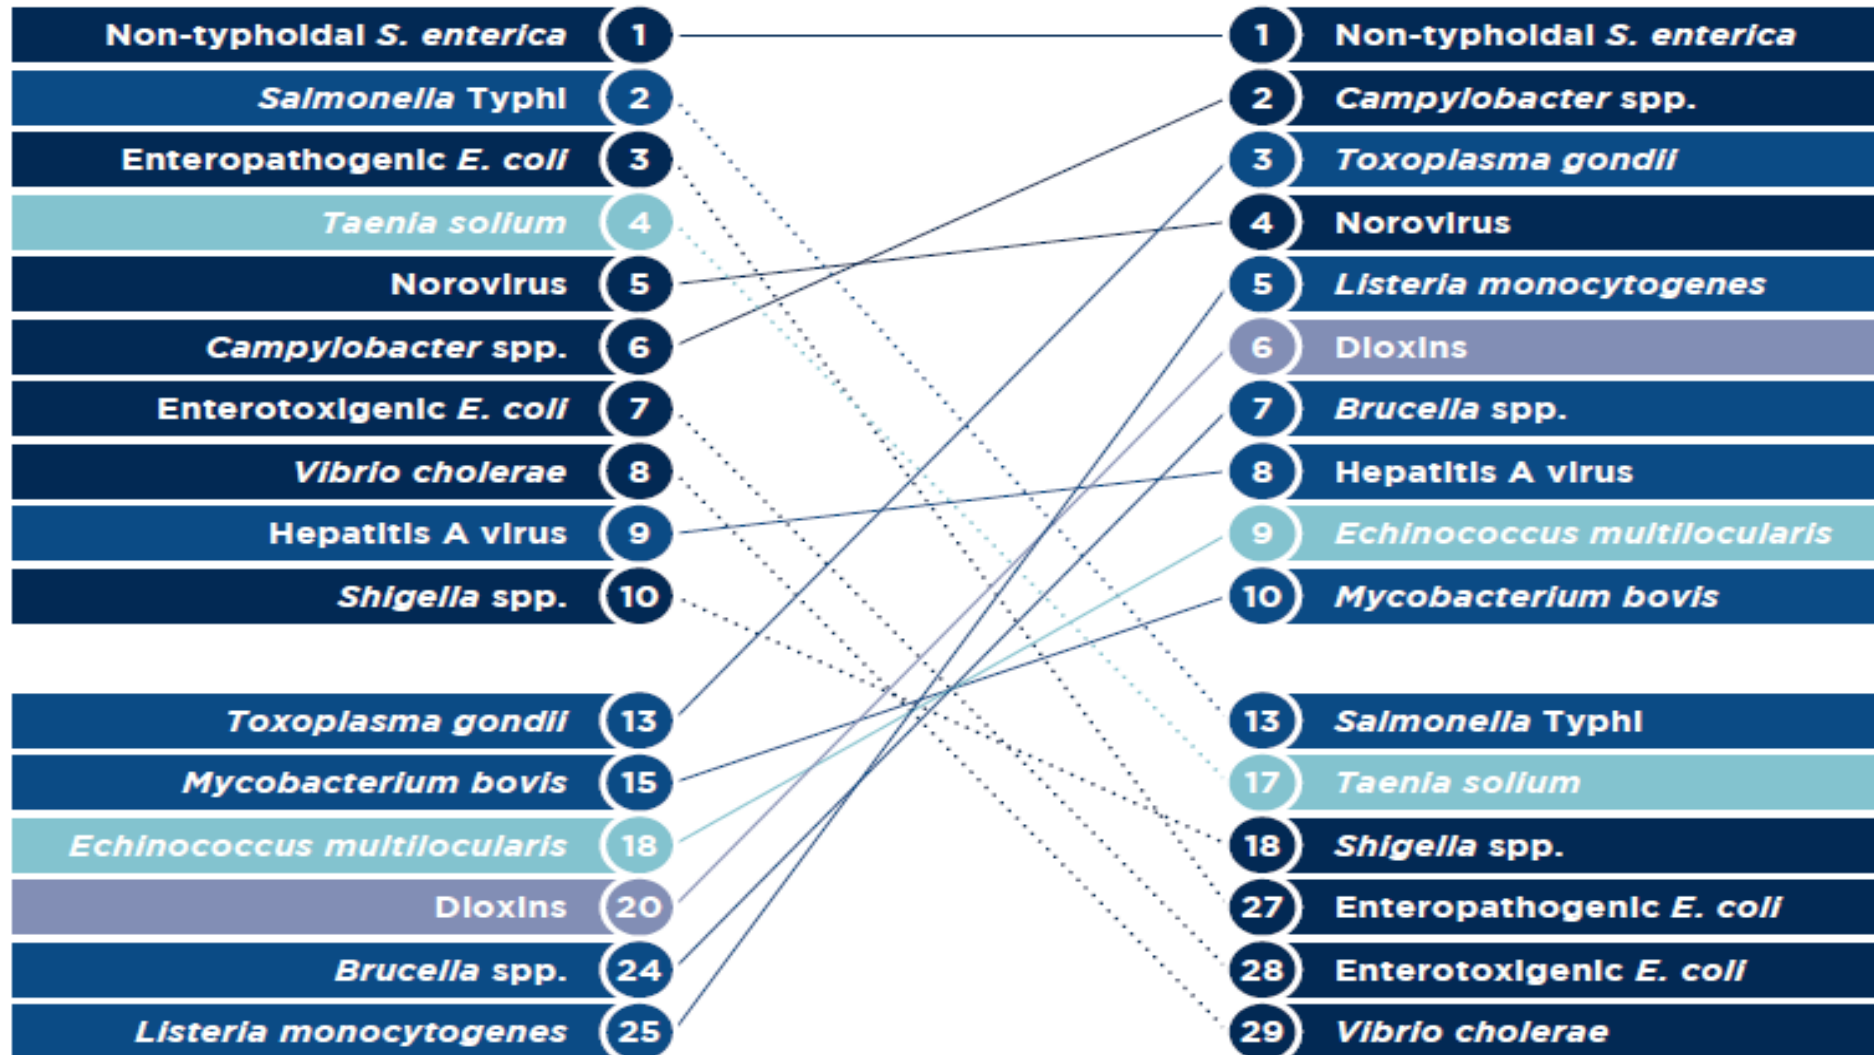 Non-typhoidal S. enterica 1
Salmonella Typhi 2
Enteropathogenic E. coli 3
Taenia solium 4
Norovirus 5
Campylobacter spp. 6
Enterotoxigenic E. coli 7
Vibrio cholerae 8
Hepatitis A virus 9
Shigella spp. 10
Toxoplasma gondii 13
Mycobacterium bovis 15
Echinococcus multilocularis 18
Dioxins 20
Brucella spp. 24
Listeria monocytogenes 25
1 Non-typhoidal S. enterica
2 Campylobacter spp.
3 Toxoplasma gondii
4 Norovirus
5 Listeria monocytogenes
6 Dioxins
7 Brucella spp.
8 Hepatitis A virus
9 Echinococcus multilocularis
10 Mycobacterium bovis
13 Salmonella Typhi
17 Taenia solium
18 Shigella spp.
27 Enteropathogenic E. coli
28 Enterotoxigenic E. coli
29 Vibrio cholerae